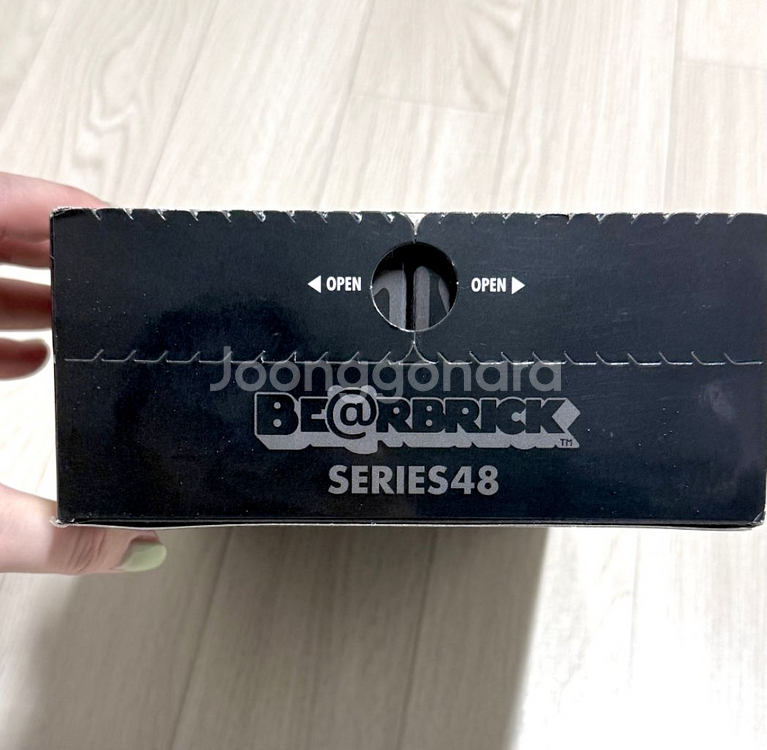 ◀ OPEN OPEN ▶
Joonggonara
BE@RBRICK™
SERIES48